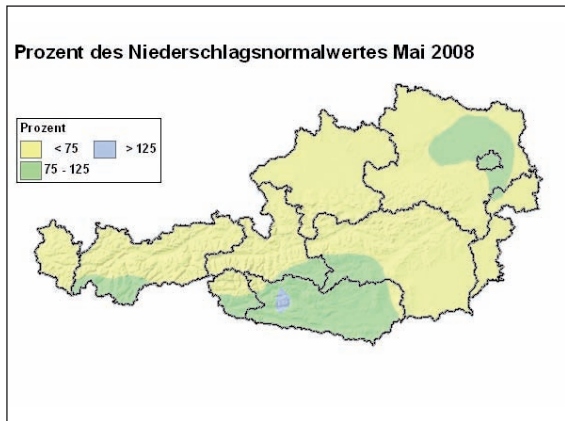 Prozent des Niederschlagsnormalwertes Mai 2008
Prozent
< 75 > 125
75 - 125